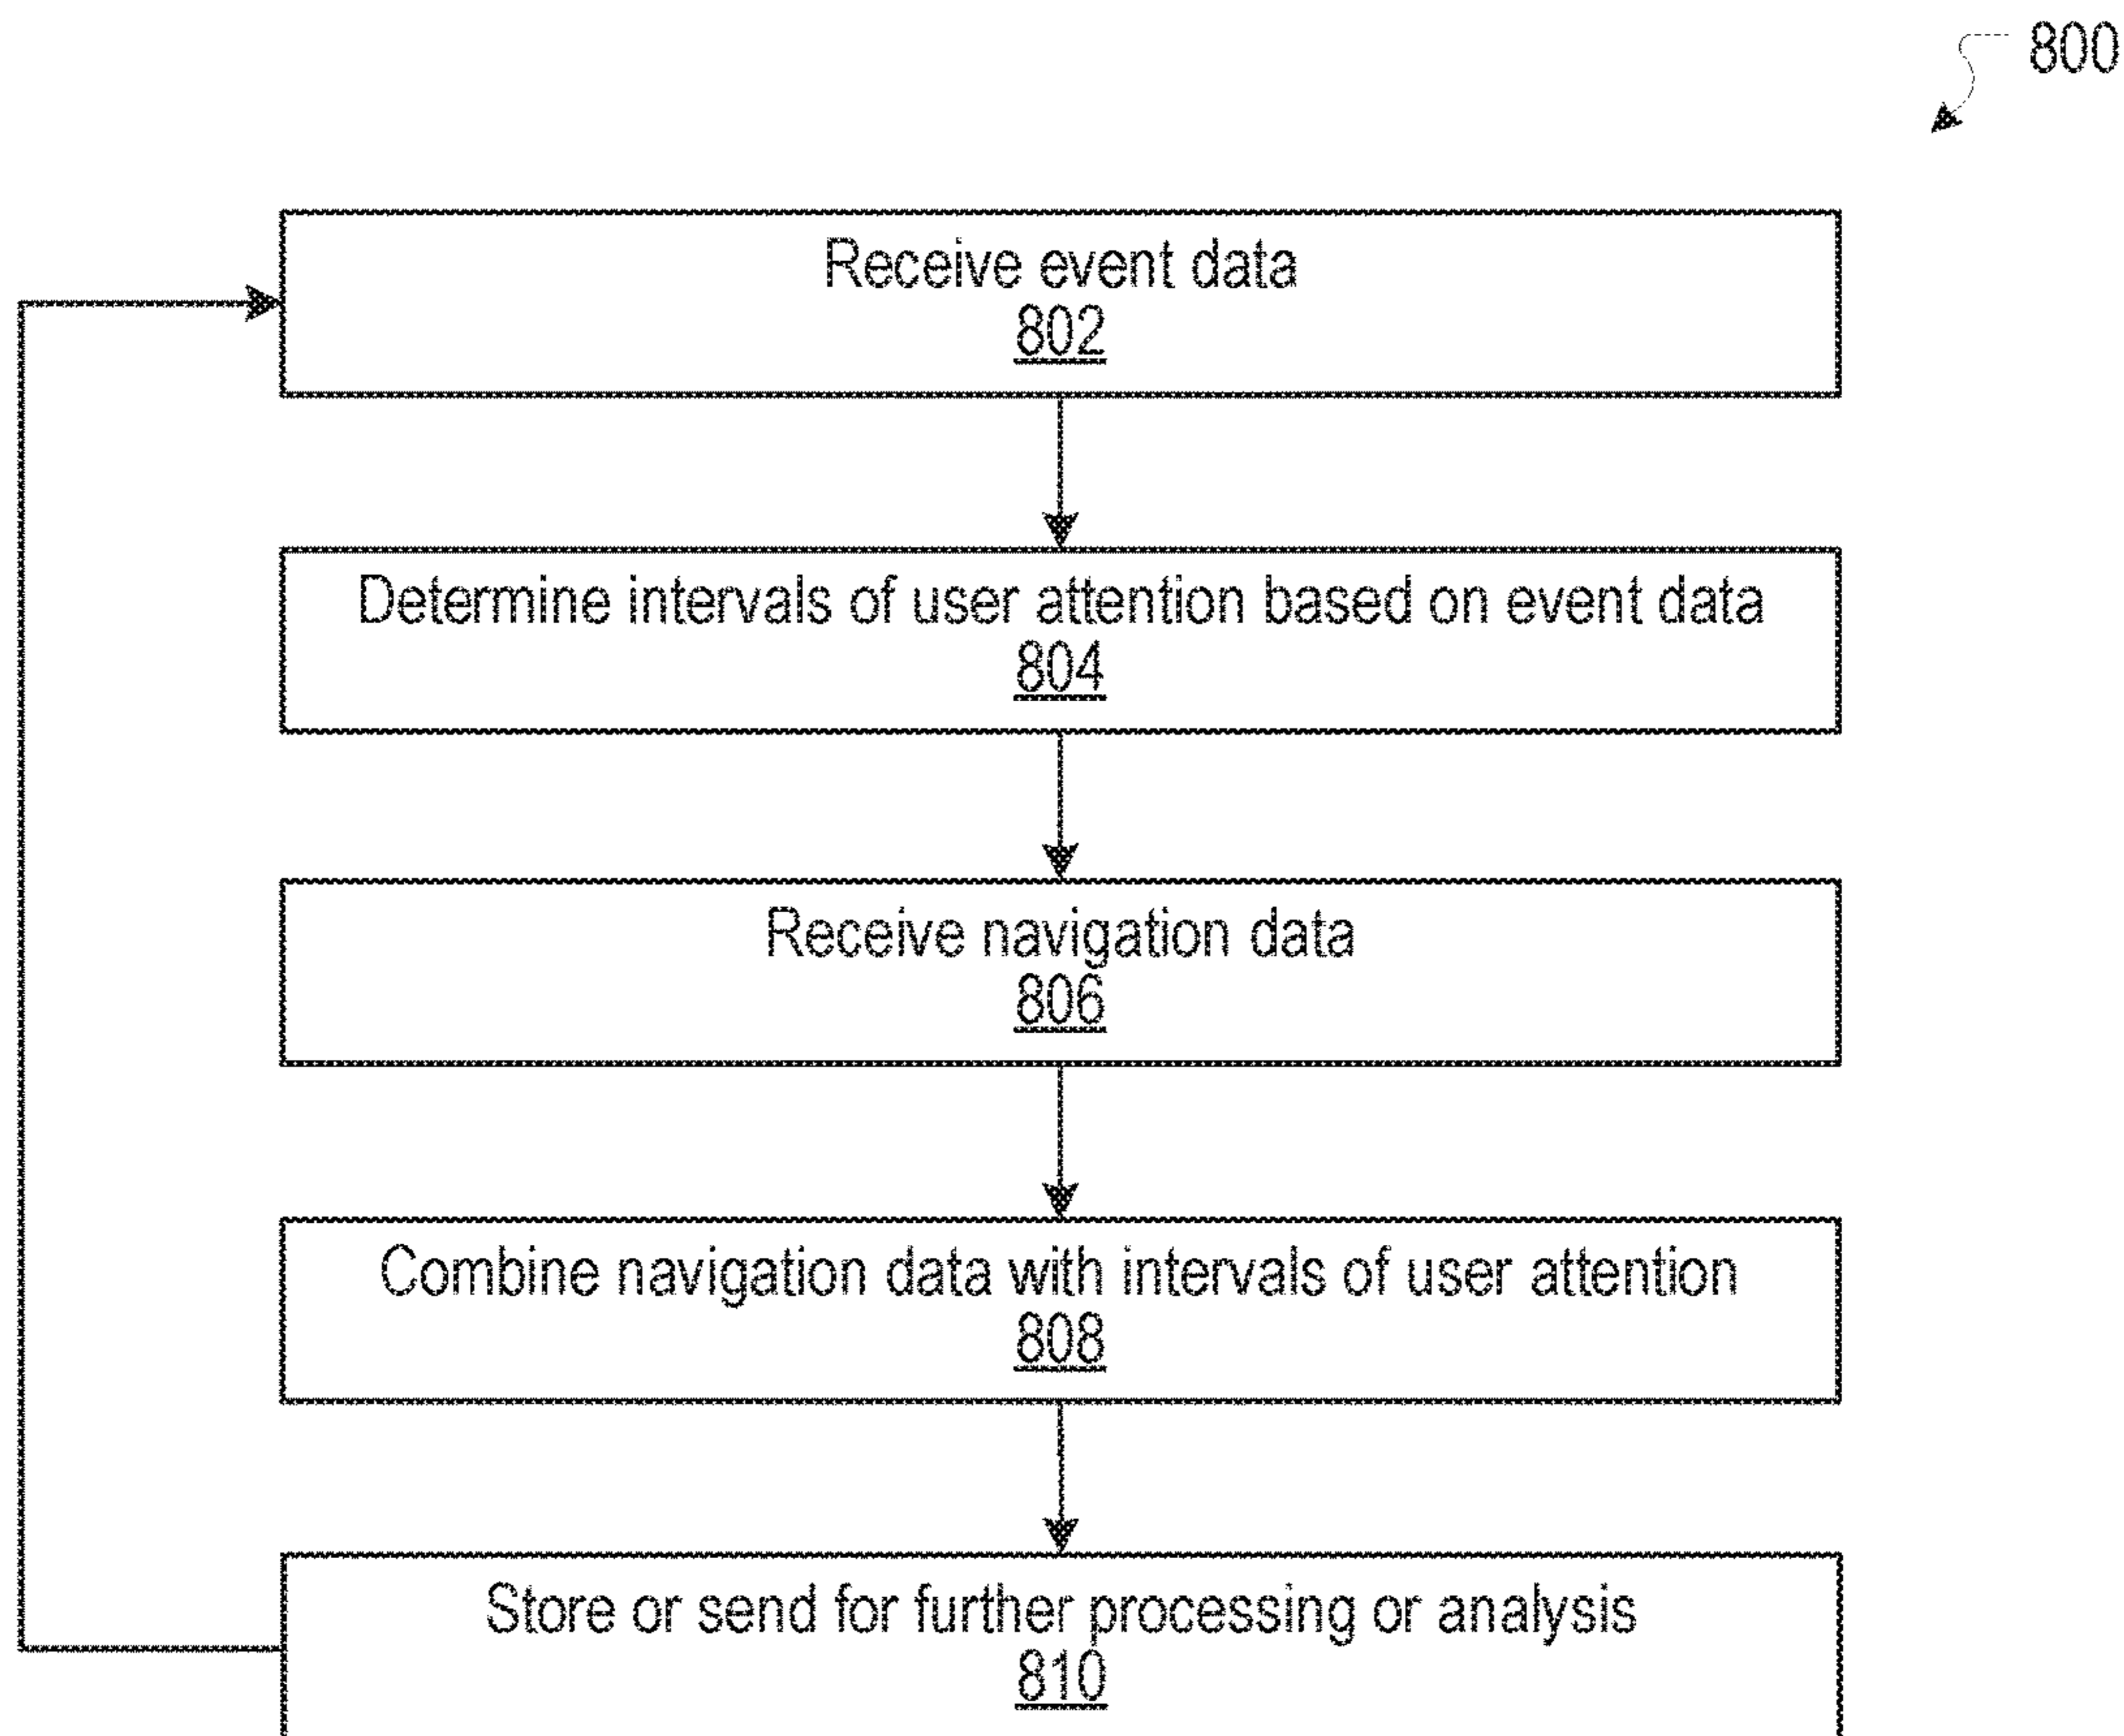 800
Receive event data
802
Determine intervals of user attention based on event data
804
Receive navigation data
806
Combine navigation data with intervals of user attention
808
Store or send for further processing or analysis
810